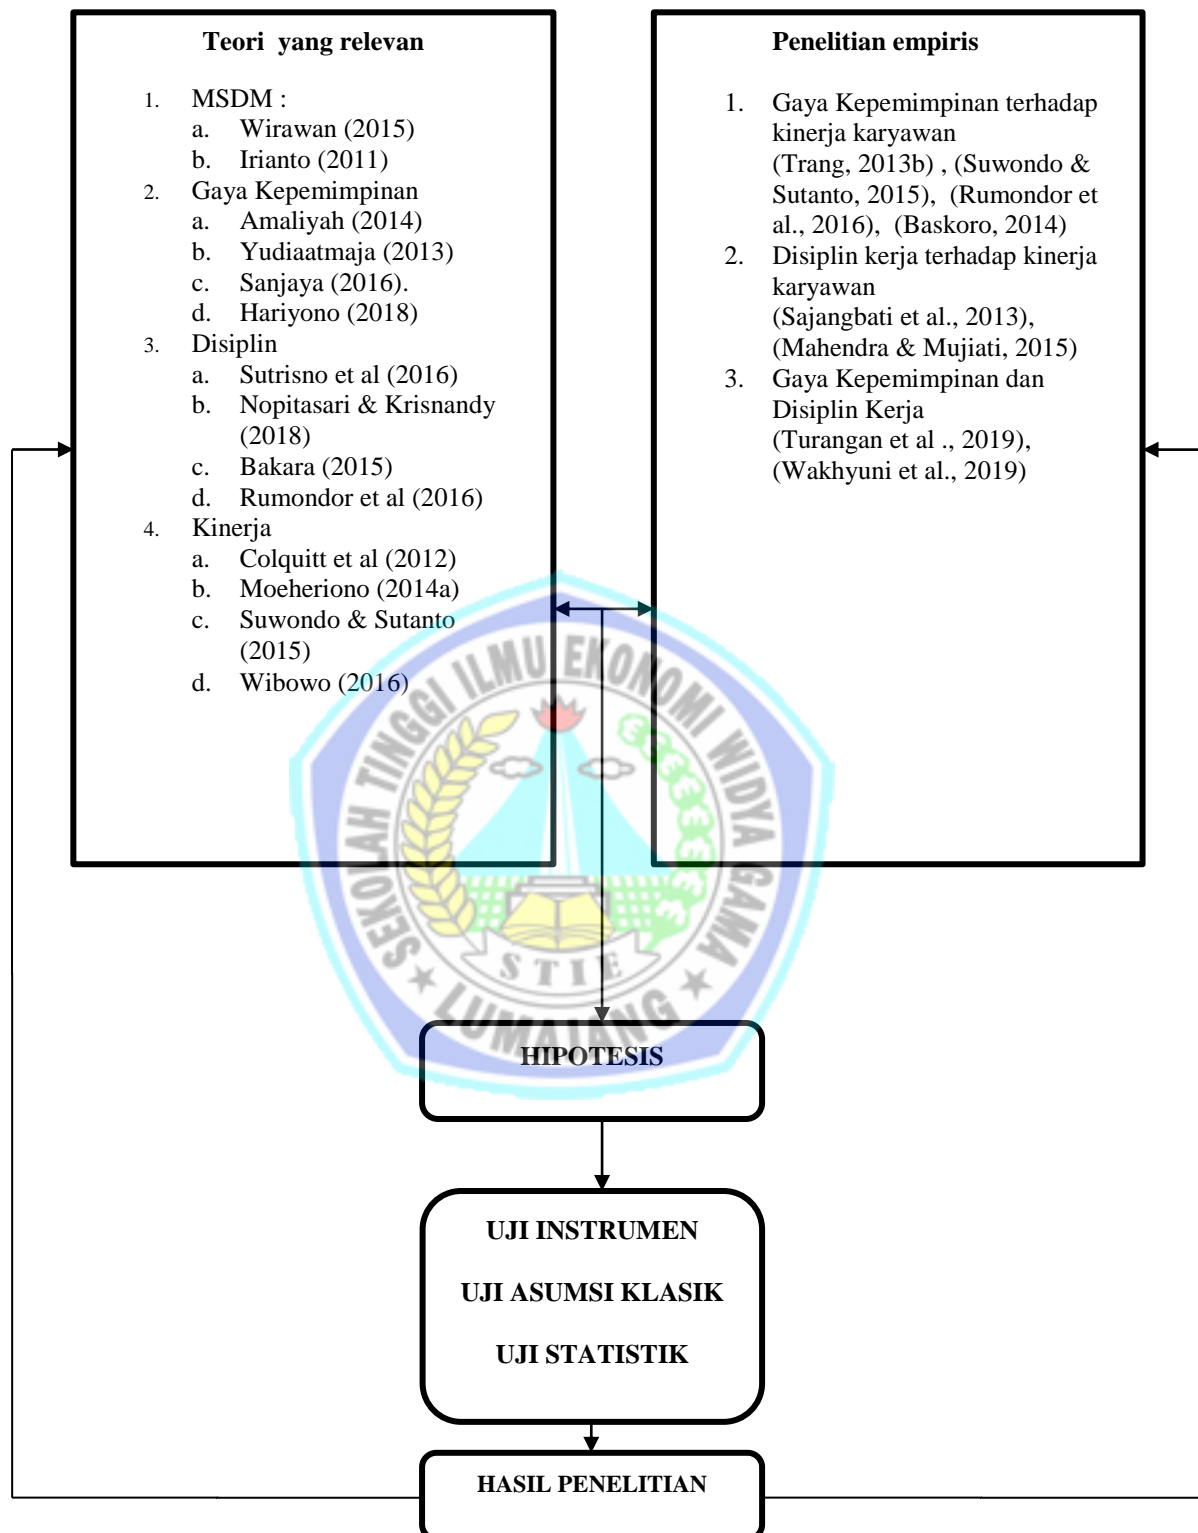 Teori yang relevan
1. MSDM :
a. Wirawan (2015)
b. Irianto (2011)
2. Gaya Kepemimpinan
a. Amaliyah (2014)
b. Yudiaatmaja (2013)
c. Sanjaya (2016).
d. Hariyono (2018)
3. Disiplin
a. Sutrisno et al (2016)
b. Nopitasari & Krisnandy
(2018)
c. Bakara (2015)
d. Rumondor et al (2016)
4. Kinerja
a. Colquitt et al (2012)
b. Moeheriono (2014a)
c. Suwondo & Sutanto
(2015)
d. Wibowo (2016)
Penelitian empiris
1. Gaya Kepemimpinan terhadap
kinerja karyawan
(Trang, 2013b) , (Suwondo &
Sutanto, 2015), (Rumondor et
al., 2016), (Baskoro, 2014)
2. Disiplin kerja terhadap kinerja
karyawan
(Sajangbati et al., 2013),
(Mahendra & Mujiati, 2015)
3. Gaya Kepemimpinan dan
Disiplin Kerja
(Turangan et al ., 2019),
(Wakhyuni et al., 2019)
SEKOLAH TINGGI ILMU EKONOMI WIDYA GAMA
STIE
LUMAJANG
HIPOTESIS
UJI INSTRUMEN
UJI ASUMSI KLASIK
UJI STATISTIK
HASIL PENELITIAN